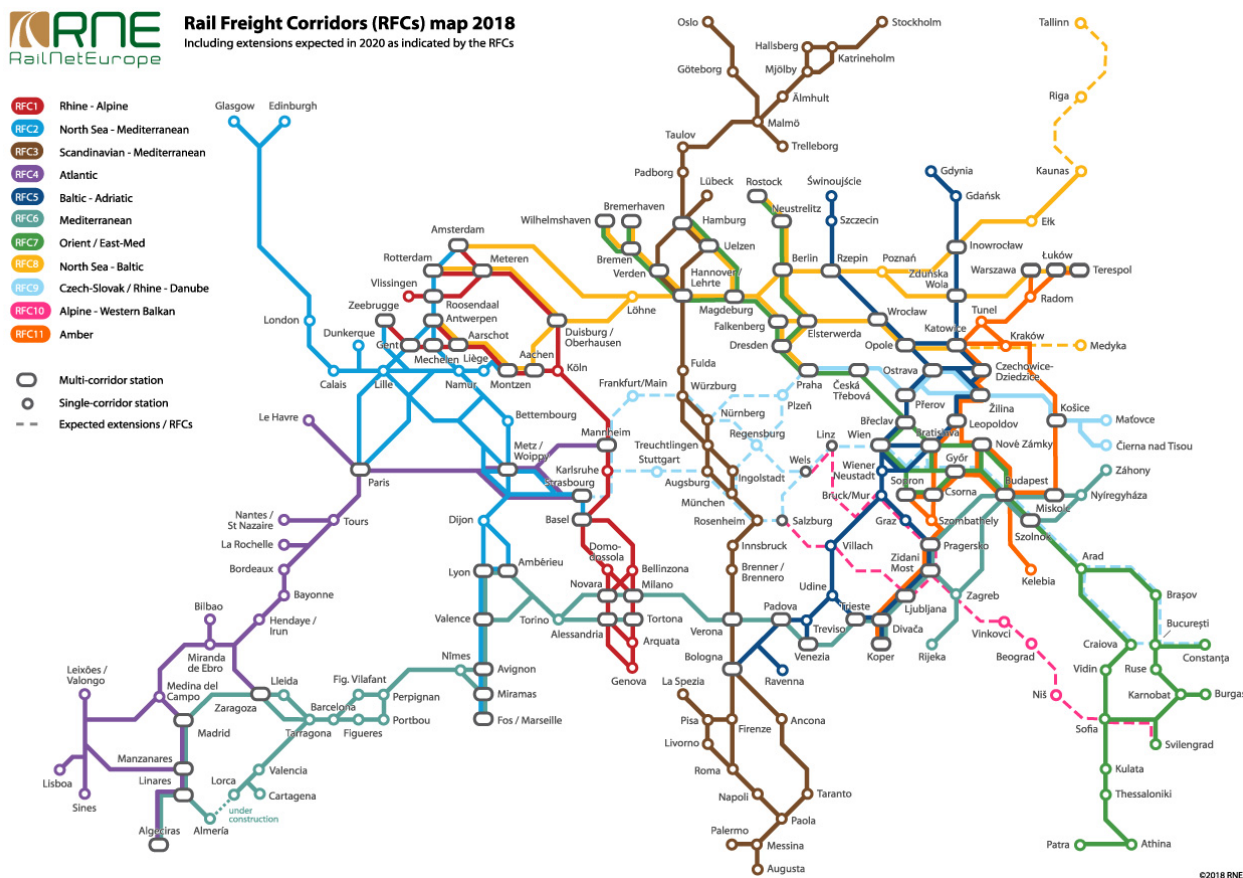 RNE
RailNetEurope
Rail Freight Corridors (RFCs) map 2018
Including extensions expected in 2020 as indicated by the RFCs
RFC1 Rhine - Alpine
RFC2 North Sea - Mediterranean
RFC3 Scandinavian - Mediterranean
RFC4 Atlantic
RFC5 Baltic - Adriatic
RFC6 Mediterranean
RFC7 Orient / East-Med
RFC8 North Sea - Baltic
RFC9 Czech-Slovak / Rhine - Danube
RFC10 Alpine - Western Balkan
RFC11 Amber
Multi-corridor station
Single-corridor station
Expected extensions / RFCs
Oslo
Stockholm
Tallinn
Hallsberg
Katrineholm
Göteborg
Mjölby
Riga
Älmhult
Glasgow
Edinburgh
Malmö
Taulov
Trelleborg
Padborg
Kaunas
Lübeck
Rostock
Świnoujście
Gdynia
Gdańsk
Wilhelmshaven
Bremerhaven
Hamburg
Neustrelitz
Szczecin
Ełk
Amsterdam
Bremen
Uelzen
Inowrocław
Rotterdam
Meteren
Verden
Hannover/
Lehrte
Berlin
Rzepin
Poznań
Zduńska
Wola
Warszawa
Łuków
Terespol
Vlissingen
Zeebrugge
Roosendaal
Löhne
Magdeburg
Radom
London
Dunkerque
Antwerpen
Aarschot
Duisburg /
Oberhausen
Falkenberg
Elsterwerda
Wrocław
Tunel
Gent
Mechelen
Liège
Aachen
Dresden
Opole
Katowice
Kraków
Medyka
Calais
Lille
Namur
Montzen
Köln
Fulda
Praha
Česká
Třebová
Ostrava
Czechowice-
Dziedzice
Le Havre
Bettembourg
Frankfurt/Main
Würzburg
Plzeň
Přerov
Žilina
Košice
Maťovce
Čierna nad Tisou
Nürnberg
Břeclav
Leopoldov
Mannheim
Metz /
Woippy
Treuchtlingen
Regensburg
Linz
Wien
Bratislava
Nové Zámky
Paris
Karlsruhe
Strasbourg
Stuttgart
Augsburg
Ingolstadt
Wels
Wiener
Neustadt
Győr
Záhony
Sopron
Csorna
Budapest
Nyíregyháza
Miskolc
Nantes /
St Nazaire
Tours
Dijon
Basel
München
Rosenheim
Salzburg
Bruck/Mur
Graz
Szombathely
Szolnok
La Rochelle
Bordeaux
Ambérieu
Lyon
Domo-
dossola
Bellinzona
Innsbruck
Brenner /
Brennero
Villach
Pragersko
Zidani
Most
Kelebia
Arad
Bayonne
Bilbao
Hendaye /
Irun
Valence
Torino
Novara
Milano
Alessandria
Tortona
Verona
Padova
Udine
Treviso
Trieste
Ljubljana
Divača
Zagreb
Brașov
București
Vinkovci
Miranda
de Ebro
Nîmes
Arquata
Genova
Bologna
Venezia
Koper
Rijeka
Beograd
Craiova
Constanța
Leixões /
Valongo
Medina del
Campo
Lleida
Zaragoza
Fig. Vilafant
Perpignan
Avignon
Miramas
La Spezia
Ravenna
Niš
Vidin
Ruse
Karnobat
Burgas
Madrid
Barcelona
Tarragona
Figueres
Portbou
Fos / Marseille
Pisa
Firenze
Ancona
Livorno
Sofia
Svilengrad
Manzanares
Lisboa
Sines
Linares
Valencia
Lorca
Cartagena
under
construction
Roma
Napoli
Taranto
Kulata
Thessaloniki
Algeciras
Almería
Palermo
Paola
Messina
Augusta
Patra
Athina
©2018 RNE